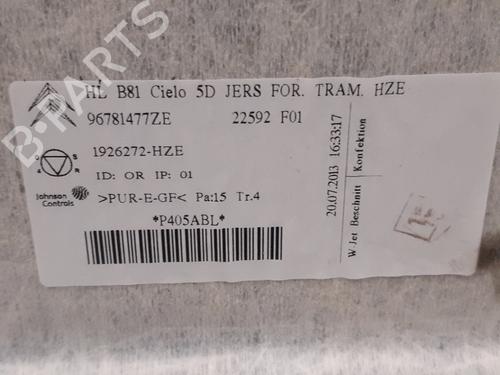 HL B81 Cielo 5D JERS FOR. TRAM. HZE
96781477ZE 22592 F01
1926272-HZE
ID: OR IP: 01
Johnson
Controls
>PUR-E-GF< Pa:15 Tr.4
*P405ABL*
20.07.2013 16:33:17
W-Jet Beschnitt Konfektion
B-PARTS